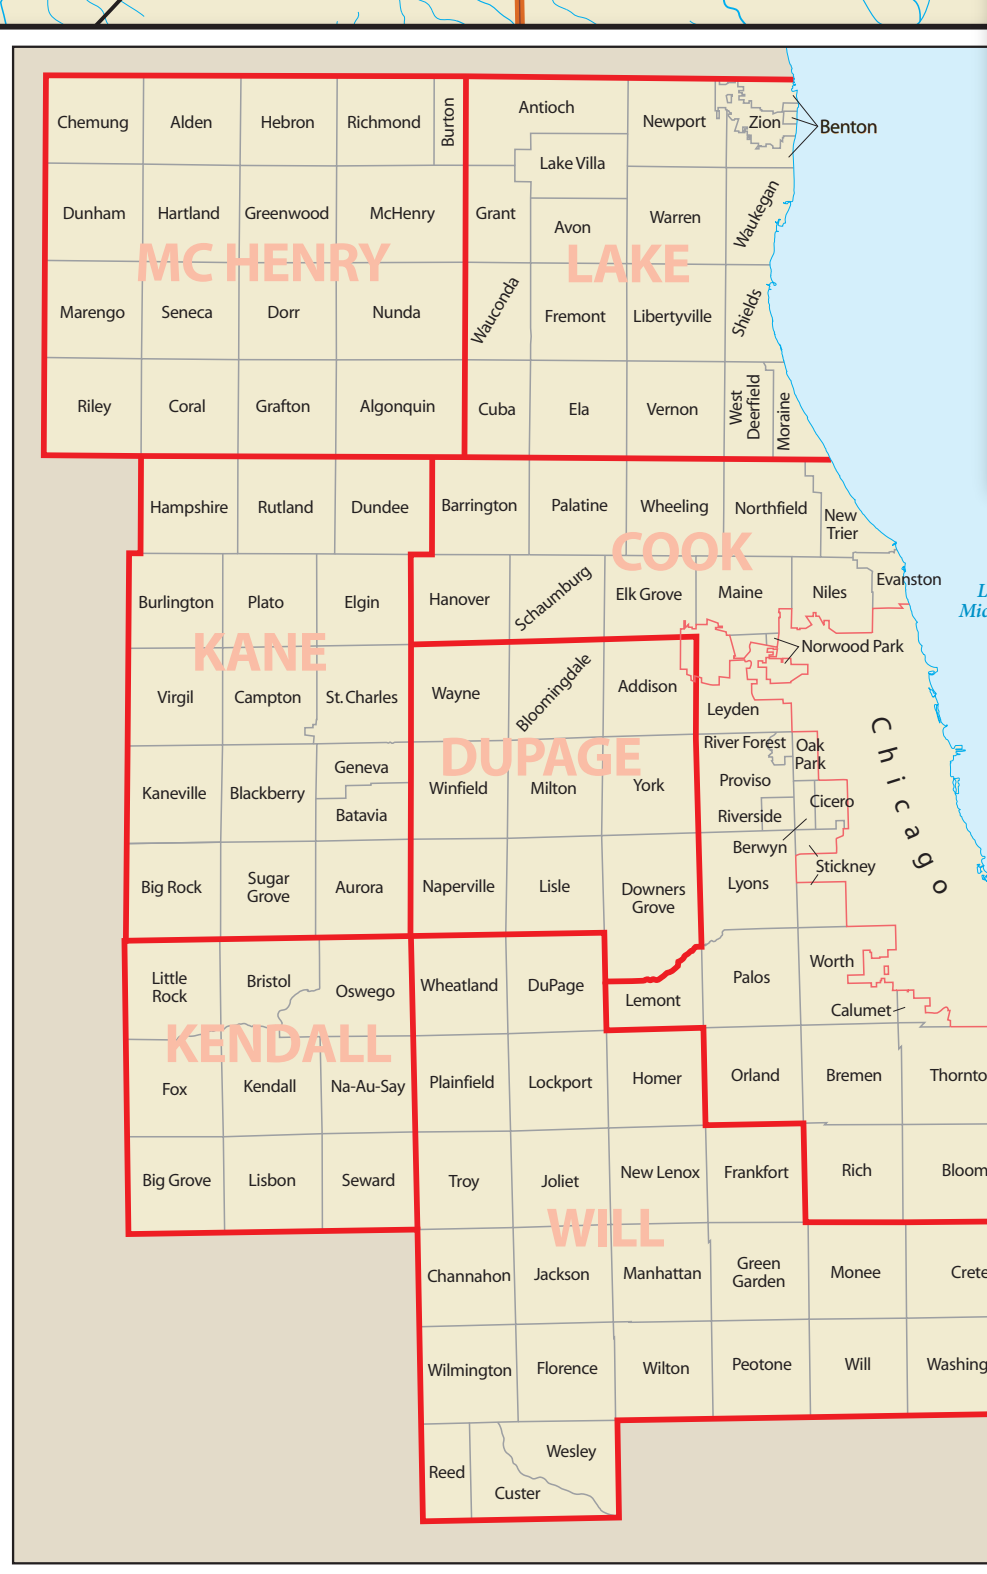 Chemung
Alden
Hebron
Richmond
Burton
Antioch
Newport
Zion
Benton
Lake Villa
Dunham
Hartland
Greenwood
McHenry
Grant
Avon
Warren
Waukegan
MC HENRY
LAKE
Marengo
Seneca
Dorr
Nunda
Wauconda
Fremont
Libertyville
Shields
Riley
Coral
Grafton
Algonquin
Cuba
Ela
Vernon
West
Deerfield
Moraine
Hampshire
Rutland
Dundee
Barrington
Palatine
Wheeling
Northfield
New
Trier
COOK
Burlington
Plato
Elgin
Hanover
Schaumburg
Elk Grove
Maine
Niles
Evanston
L
Mic
KANE
Norwood Park
Virgil
Campton
St. Charles
Wayne
Bloomingdale
Addison
Leyden
Chicago
DUPAGE
River Forest
Oak
Park
Geneva
Kaneville
Blackberry
Batavia
Winfield
Milton
York
Proviso
Cicero
Riverside
Berwyn
Stickney
Big Rock
Sugar
Grove
Aurora
Naperville
Lisle
Downers
Grove
Lyons
Little
Rock
Bristol
Oswego
Wheatland
DuPage
Lemont
Palos
Worth
Calumet
KENDALL
Fox
Kendall
Na-Au-Say
Plainfield
Lockport
Homer
Orland
Bremen
Thornto
Big Grove
Lisbon
Seward
Troy
Joliet
New Lenox
Frankfort
Rich
Bloom
WILL
Channahon
Jackson
Manhattan
Green
Garden
Monee
Crete
Wilmington
Florence
Wilton
Peotone
Will
Washing
Reed
Wesley
Custer